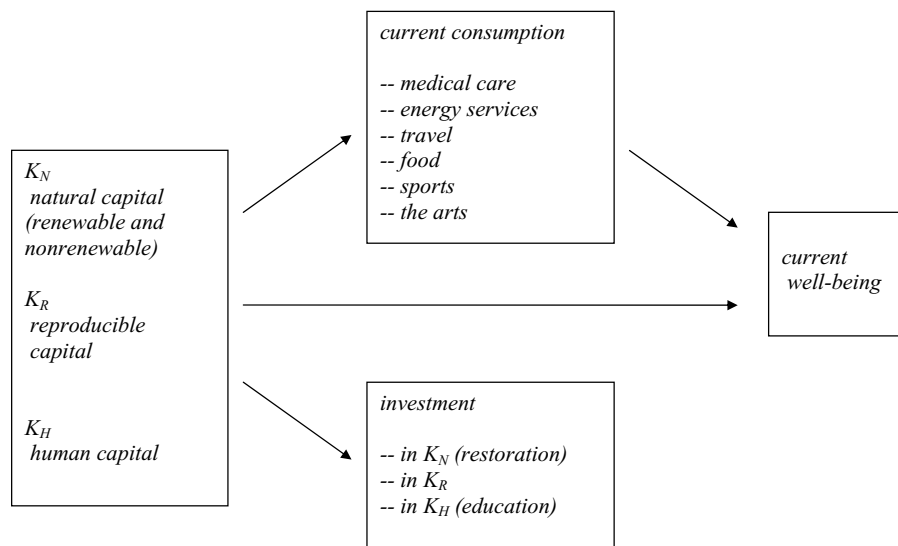 current consumption
-- medical care
-- energy services
-- travel
-- food
-- sports
-- the arts
K_N
natural capital
(renewable and
nonrenewable)
K_R
reproducible
capital
K_H
human capital
current
well-being
investment
-- in K_N (restoration)
-- in K_R
-- in K_H (education)